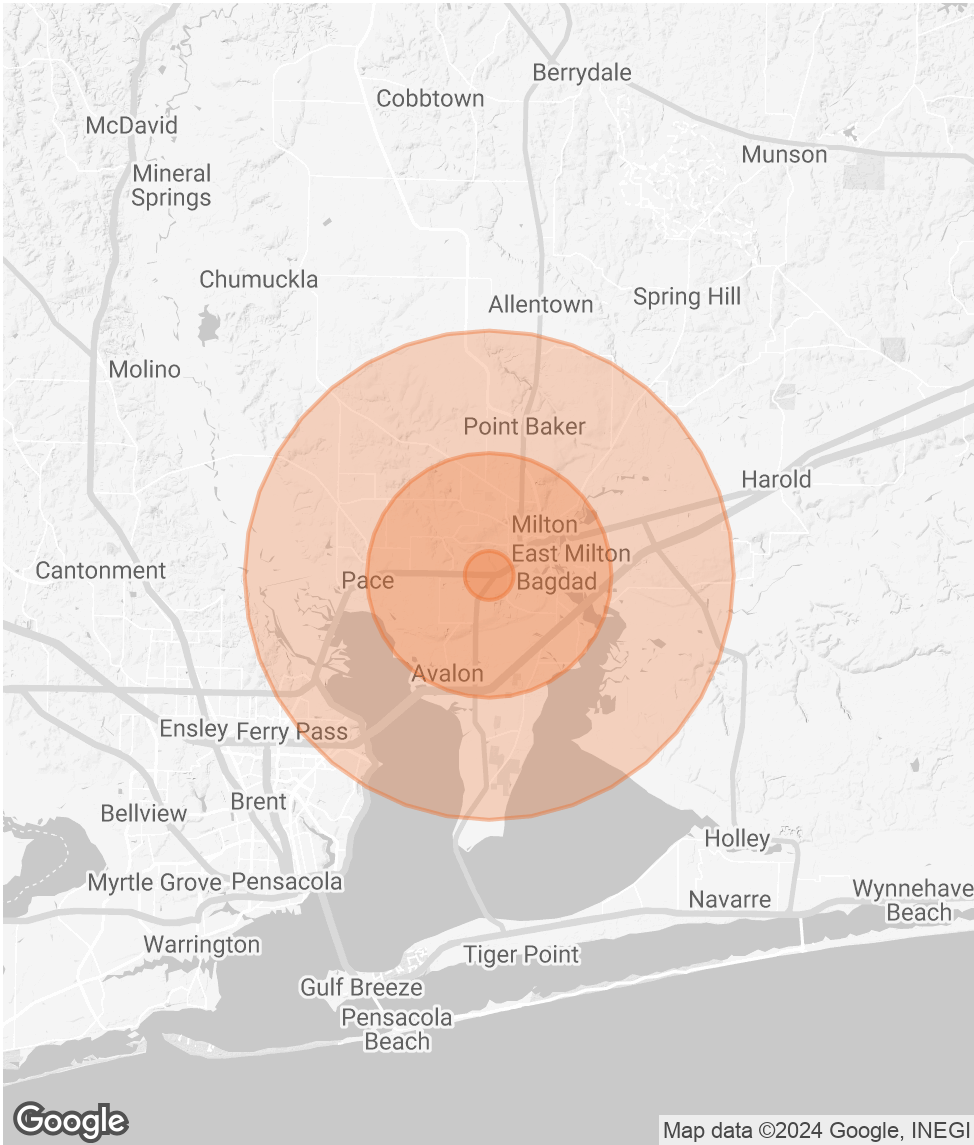 Berrydale
Cobbtown
McDavid
Munson
Mineral
Springs
Chumuckla
Spring Hill
Allentown
Molino
Point Baker
Harold
Milton
East Milton
Cantonment
Pace
Bagdad
Avalon
Ensley
Ferry Pass
Brent
Bellview
Holley
Myrtle Grove
Pensacola
Wynnehave
Beach
Navarre
Warrington
Tiger Point
Gulf Breeze
Pensacola
Beach
Google
Map data ©2024 Google, INEGI